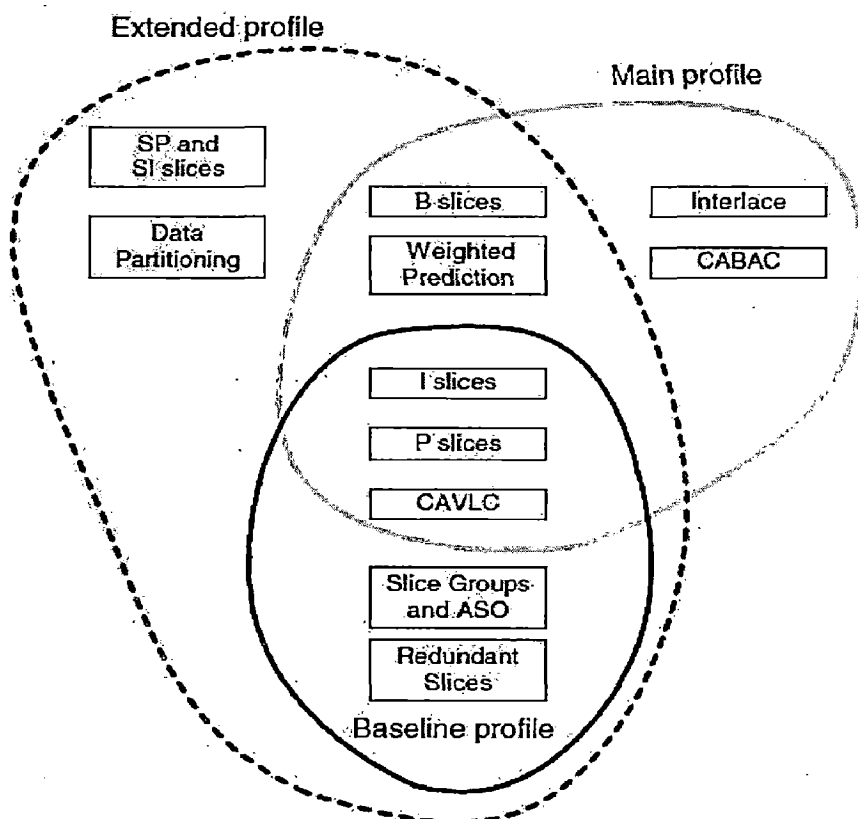 Extended profile
Main profile
SP and
SI slices
B slices
Interlace
Data
Partitioning
Weighted
Prediction
CABAC
I slices
P slices
CAVLC
Slice Groups
and ASO
Redundant
Slices
Baseline profile